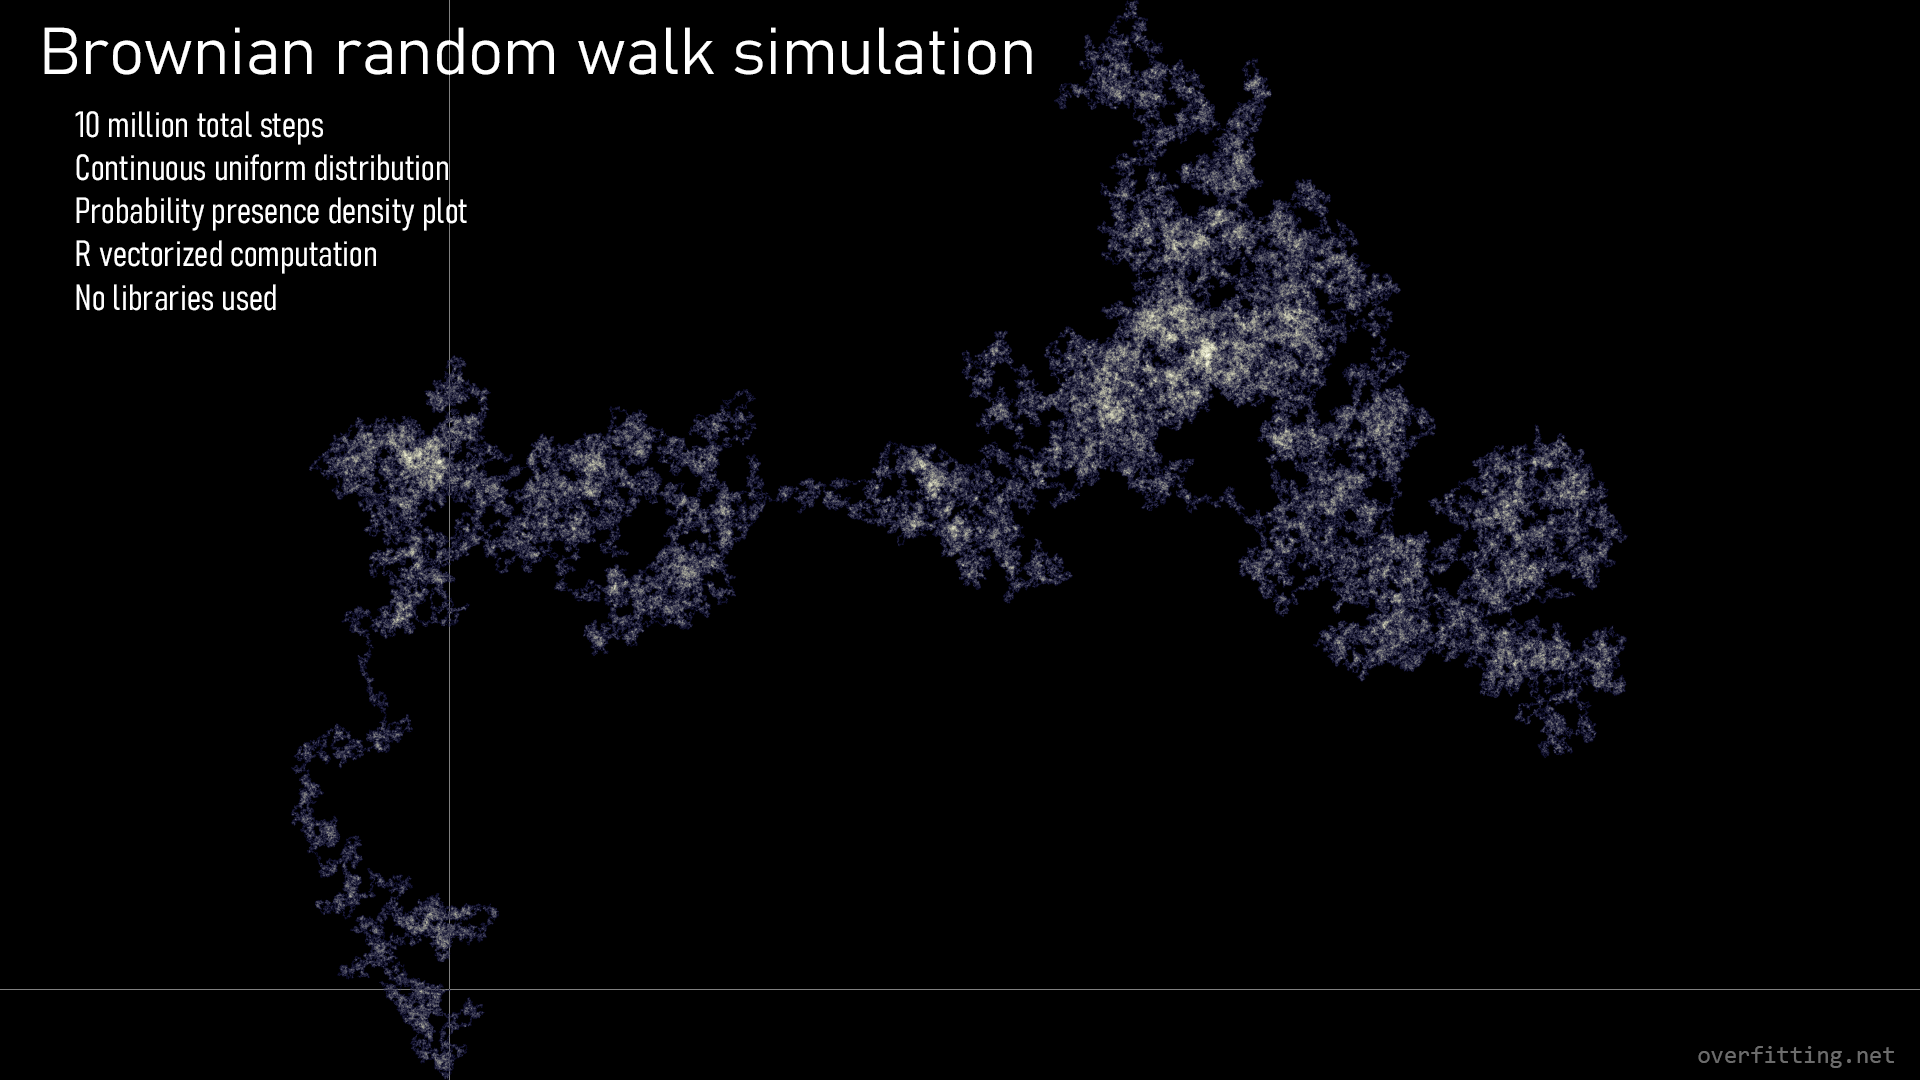 Brownian random walk simulation
10 million total steps
Continuous uniform distribution
Probability presence density plot
R vectorized computation
No libraries used
overfitting.net